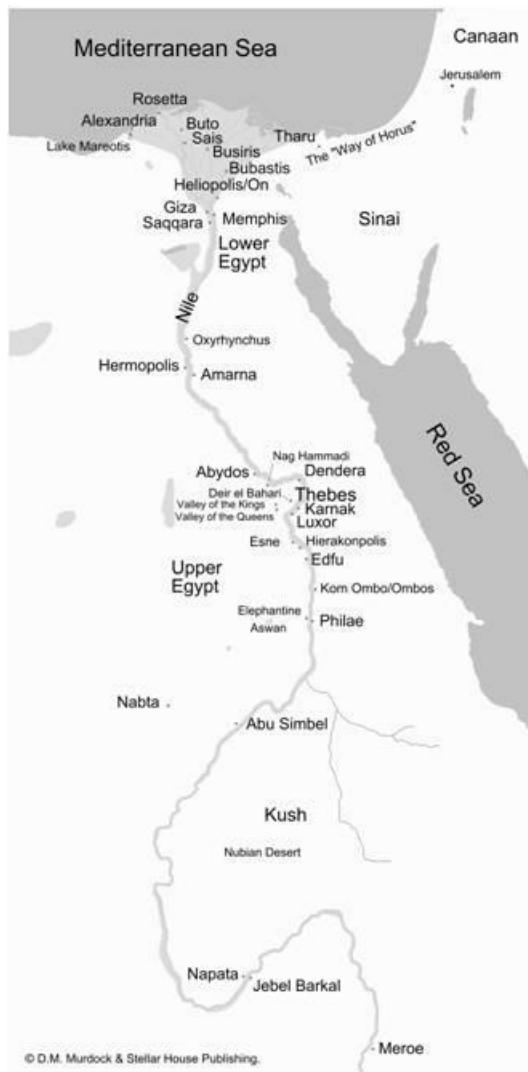 Mediterranean Sea
Canaan
Jerusalem
Rosetta
Alexandria
Buto
Lake Mareotis
Sais
Tharu
The "Way of Horus"
Busiris
Bubastis
Heliopolis/On
Giza
Memphis
Saqqara
Sinai
Lower
Egypt
Nile
Oxyrhynchus
Hermopolis
Amarna
Red Sea
Nag Hammadi
Abydos
Dendera
Deir el Bahari
Thebes
Valley of the Kings
Karnak
Valley of the Queens
Luxor
Esne
Hierakonpolis
Edfu
Upper
Egypt
Kom Ombo/Ombos
Elephantine
Philae
Aswan
Nabta
Abu Simbel
Kush
Nubian Desert
Napata
Jebel Barkal
Meroe
© D.M. Murdock & Stellar House Publishing.